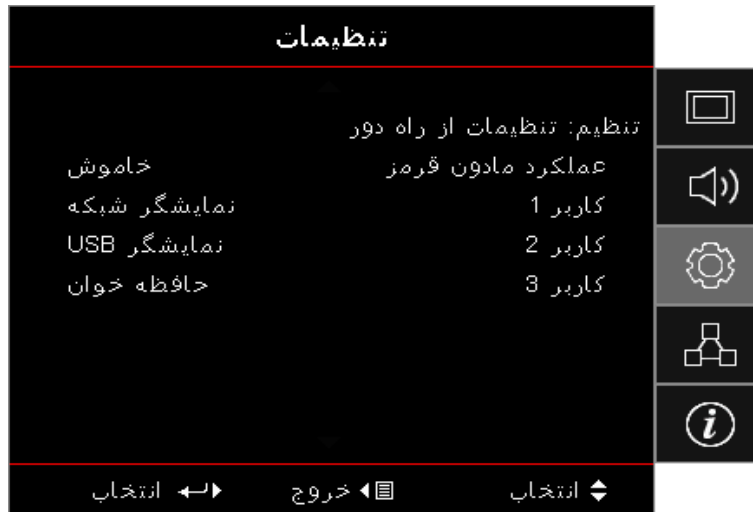 تنظیمات
تنظیم: تنظیمات از راه دور
عملکرد مادون قرمز خاموش
کاربر 1 نمایشگر شبکه
کاربر 2 نمایشگر USB
کاربر 3 حافظه خوان
انتخاب خروج انتخاب